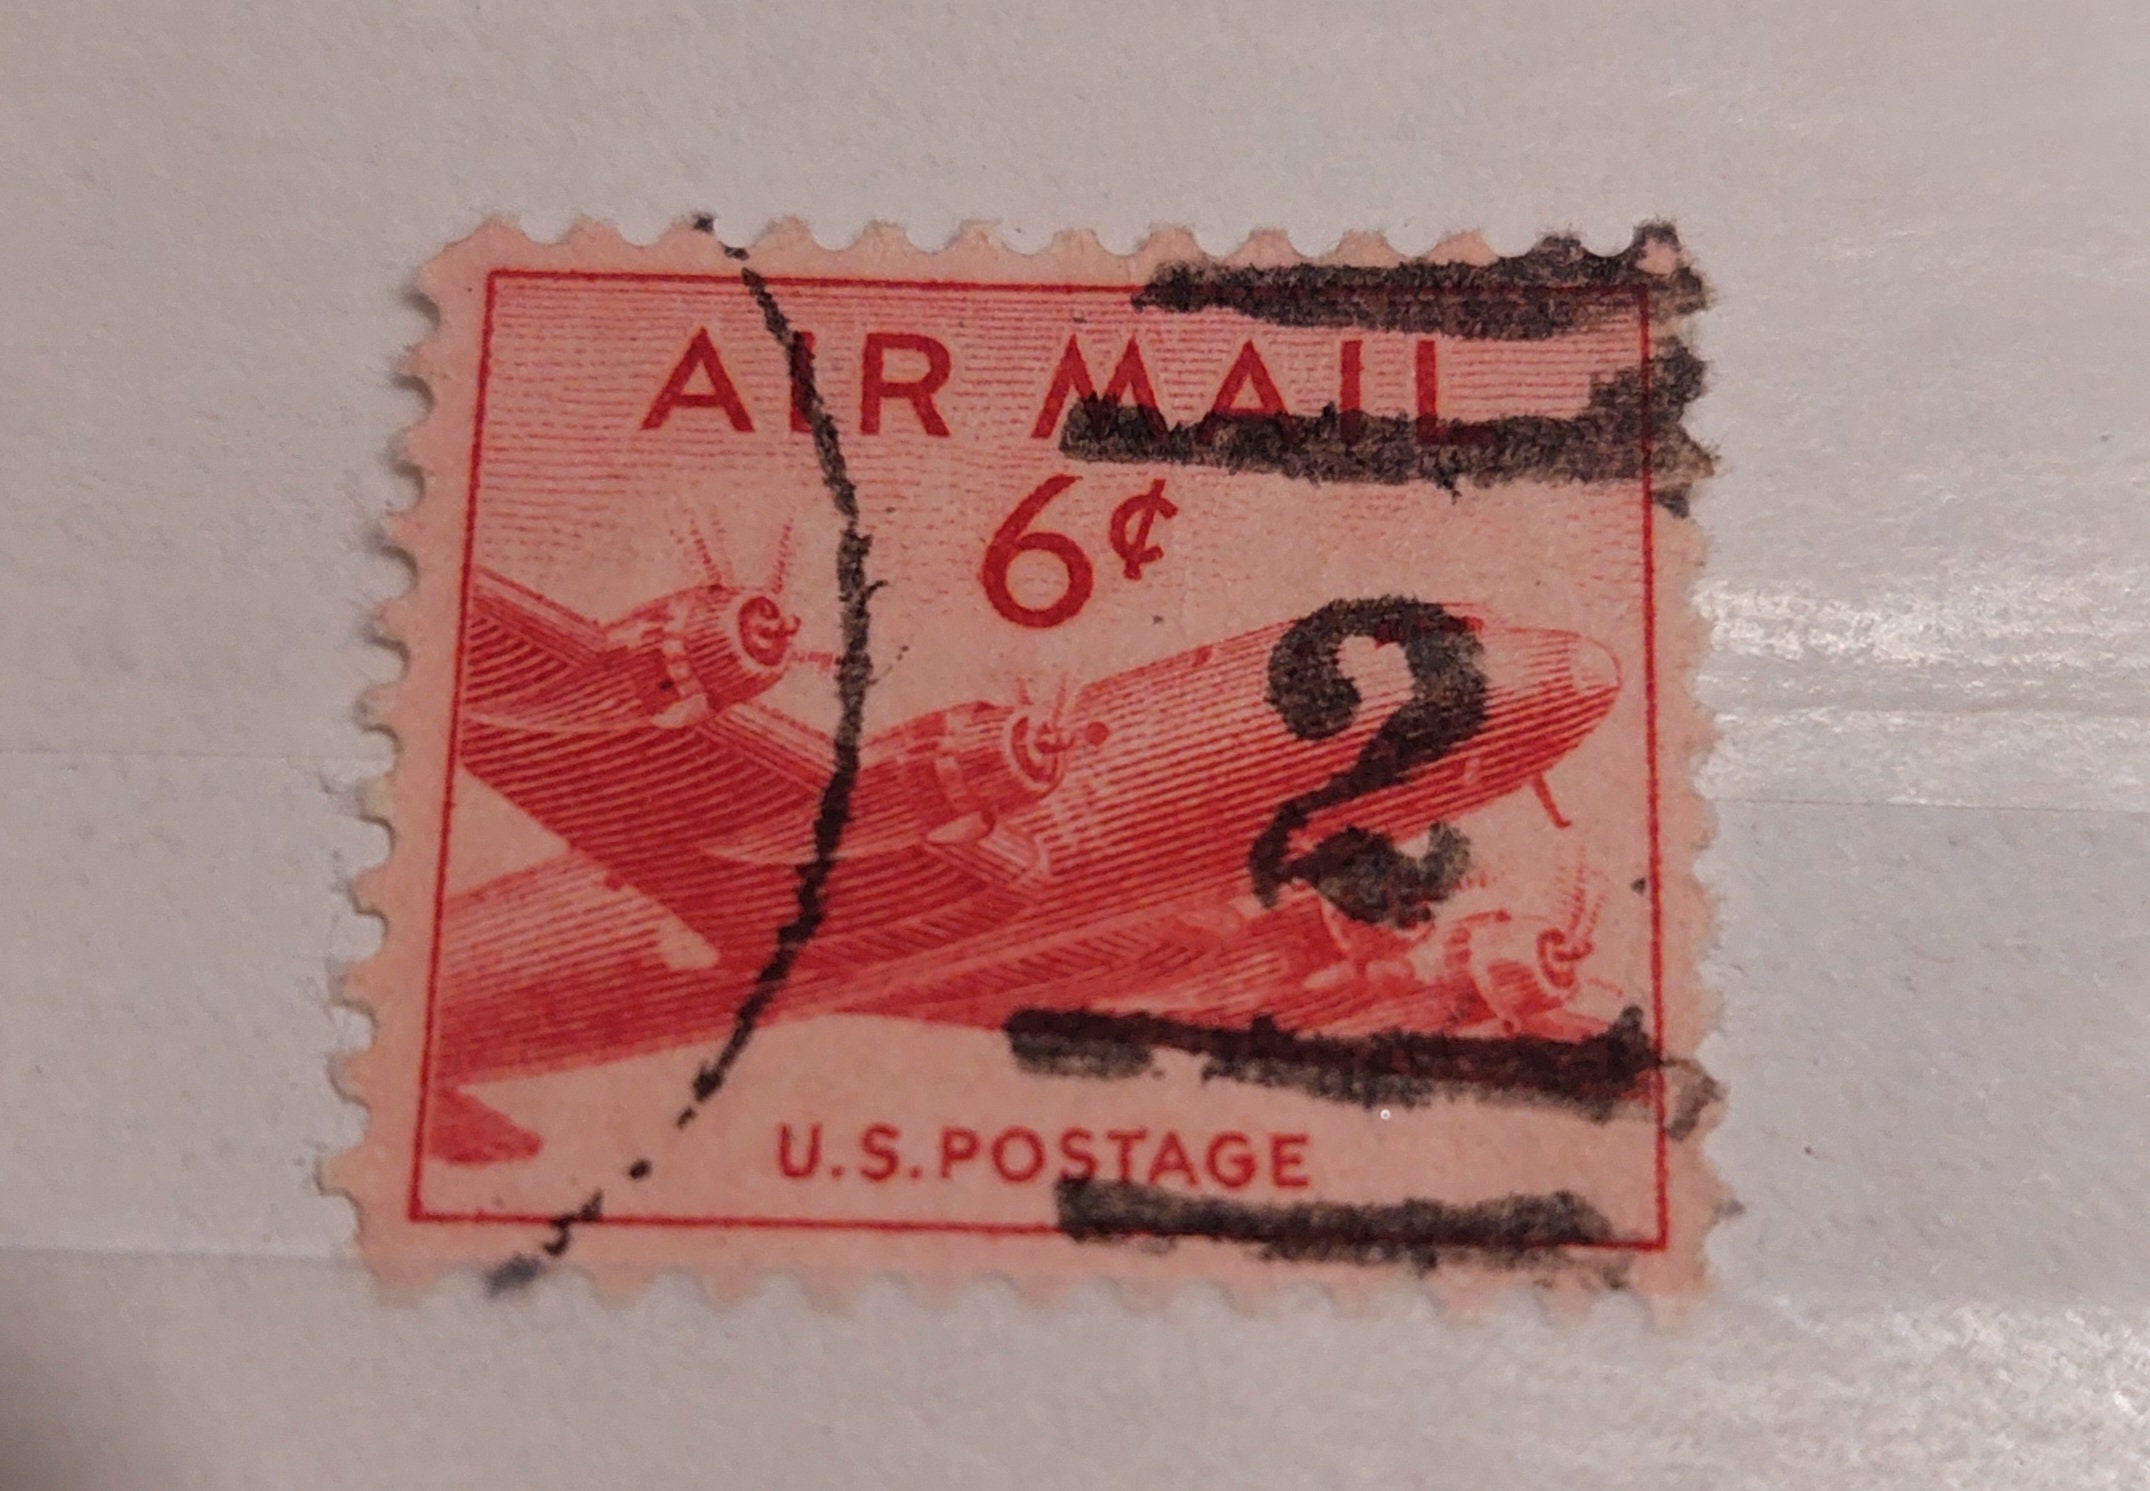 AIR MAIL
6¢
2
U.S. POSTAGE